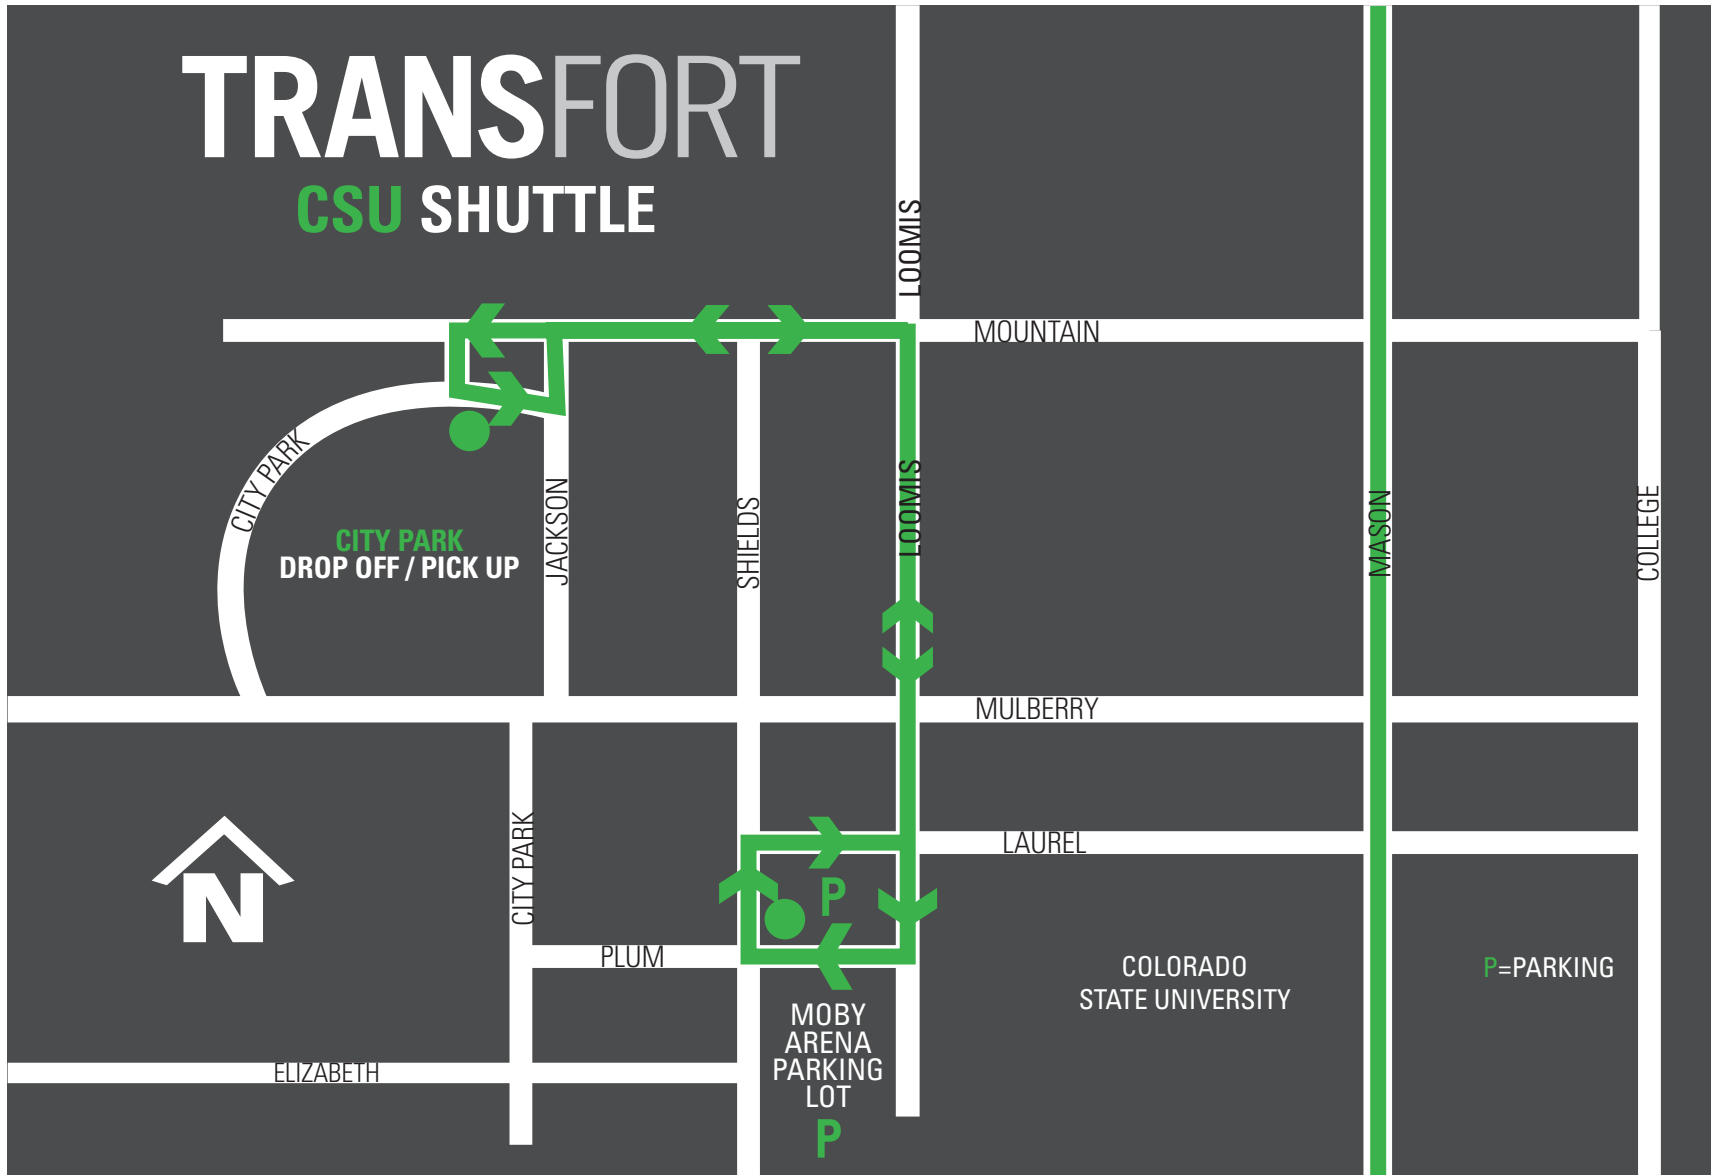 TRANSFORT
CSU SHUTTLE
LOOMIS
MOUNTAIN
CITY PARK
JACKSON
SHIELDS
LOOMIS
MASON
COLLEGE
CITY PARK
DROP OFF / PICK UP
MULBERRY
LAUREL
CITY PARK
N
P
PLUM
COLORADO
STATE UNIVERSITY
P=PARKING
MOBY
ARENA
PARKING
LOT
P
ELIZABETH